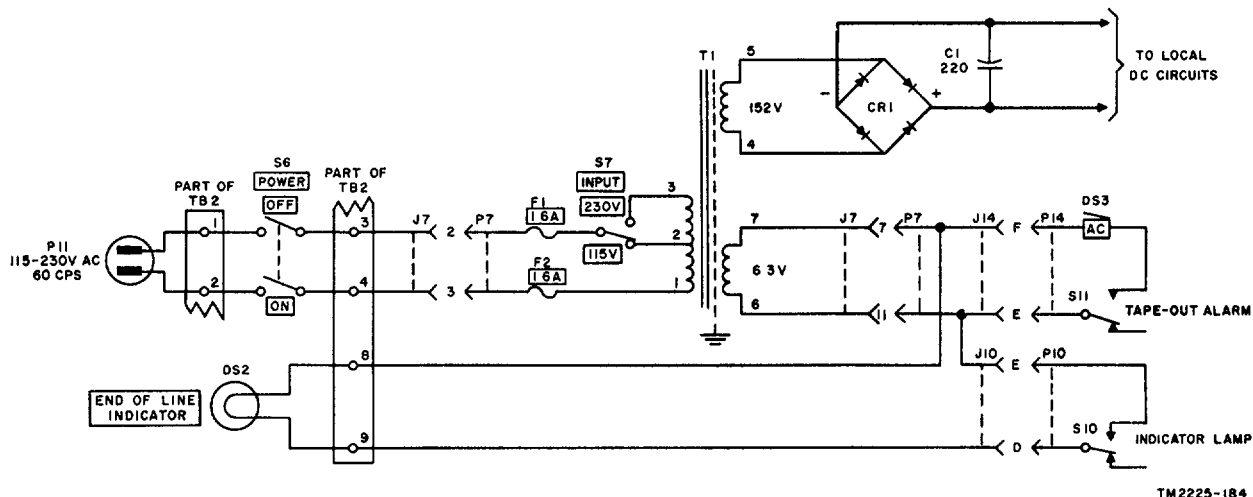 T1
5
152V
4
-
+
CR1
C1
220
TO LOCAL
DC CIRCUITS
PART OF
TB2
S6
POWER
OFF
ON
PART OF
TB2
P11
115-230V AC
60 CPS
1
2
3
4
J7
P7
2
3
F1
1 6A
F2
1 6A
S7
INPUT
230V
115V
3
2
1
7
6 3 V
6
J7
P7
7
11
J14
P14
F
E
DS3
AC
S11
TAPE-OUT ALARM
J10
P10
E
D
S10
INDICATOR LAMP
DS2
END OF LINE
INDICATOR
8
9
TM2225-184